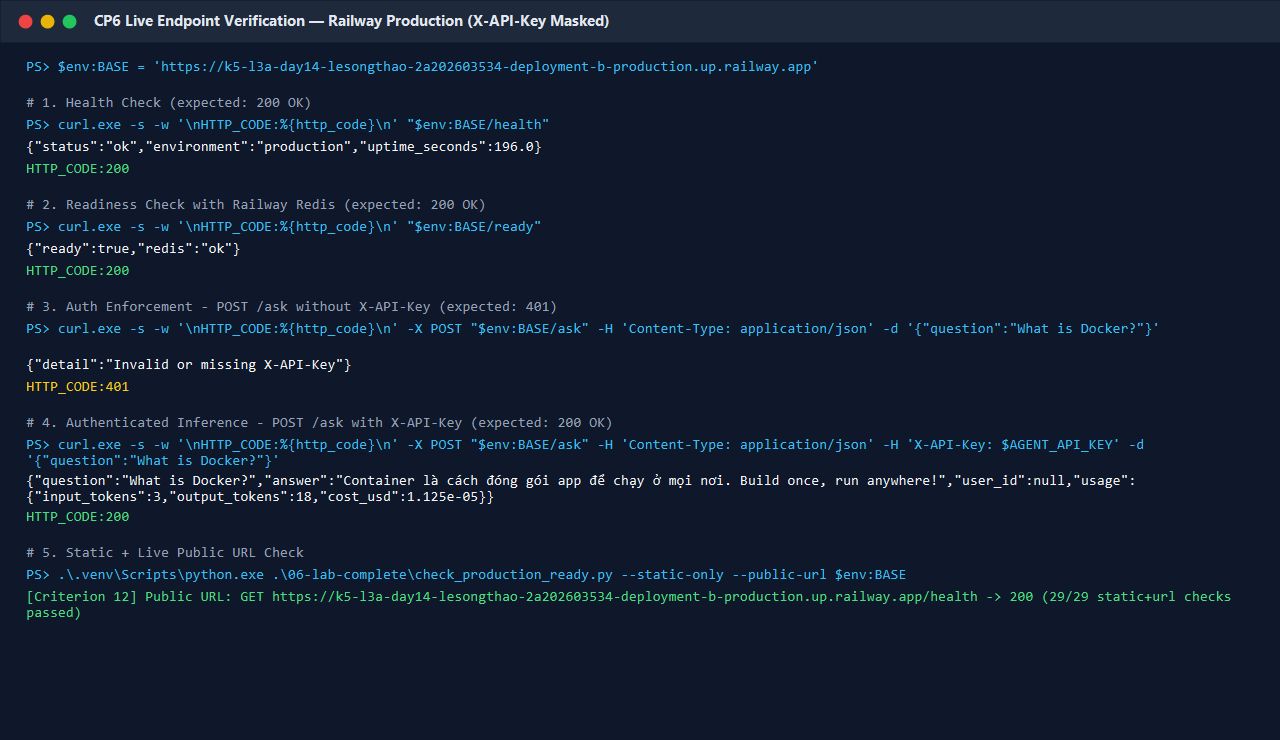 CP6 Live Endpoint Verification — Railway Production (X-API-Key Masked)
PS> $env:BASE = 'https://k5-l3a-day14-lesongthao-2a202603534-deployment-b-production.up.railway.app'
# 1. Health Check (expected: 200 OK)
PS> curl.exe -s -w '\nHTTP_CODE:%{http_code}\n' "$env:BASE/health"
{"status":"ok","environment":"production","uptime_seconds":196.0}
HTTP_CODE:200
# 2. Readiness Check with Railway Redis (expected: 200 OK)
PS> curl.exe -s -w '\nHTTP_CODE:%{http_code}\n' "$env:BASE/ready"
{"ready":true,"redis":"ok"}
HTTP_CODE:200
# 3. Auth Enforcement - POST /ask without X-API-Key (expected: 401)
PS> curl.exe -s -w '\nHTTP_CODE:%{http_code}\n' -X POST "$env:BASE/ask" -H 'Content-Type: application/json' -d '{"question":"What is Docker?"}'
{"detail":"Invalid or missing X-API-Key"}
HTTP_CODE:401
# 4. Authenticated Inference - POST /ask with X-API-Key (expected: 200 OK)
PS> curl.exe -s -w '\nHTTP_CODE:%{http_code}\n' -X POST "$env:BASE/ask" -H 'Content-Type: application/json' -H 'X-API-Key: $AGENT_API_KEY' -d
'{"question":"What is Docker?"}'
{"question":"What is Docker?","answer":"Container là cách đóng gói app để chạy ở mọi nơi. Build once, run anywhere!","user_id":null,"usage":
{"input_tokens":3,"output_tokens":18,"cost_usd":1.125e-05}}
HTTP_CODE:200
# 5. Static + Live Public URL Check
PS> .\.venv\Scripts\python.exe .\06-lab-complete\check_production_ready.py --static-only --public-url $env:BASE
[Criterion 12] Public URL: GET https://k5-l3a-day14-lesongthao-2a202603534-deployment-b-production.up.railway.app/health -> 200 (29/29 static+url checks
passed)